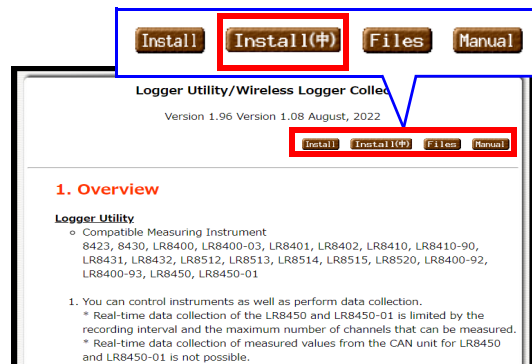 Install Install(中) Files Manual
Logger Utility/Wireless Logger Collec
Version 1.96 Version 1.08 August, 2022
Install Install(中) Files Manual
1. Overview
Logger Utility
Compatible Measuring Instrument
8423, 8430, LR8400, LR8400-03, LR8401, LR8402, LR8410, LR8410-90,
LR8431, LR8432, LR8512, LR8513, LR8514, LR8515, LR8520, LR8400-92,
LR8400-93, LR8450, LR8450-01
1. You can control instruments as well as perform data collection.
* Real-time data collection of the LR8450 and LR8450-01 is limited by the
recording interval and the maximum number of channels that can be measured.
* Real-time data collection of measured values from the CAN unit for LR8450
and LR8450-01 is not possible.